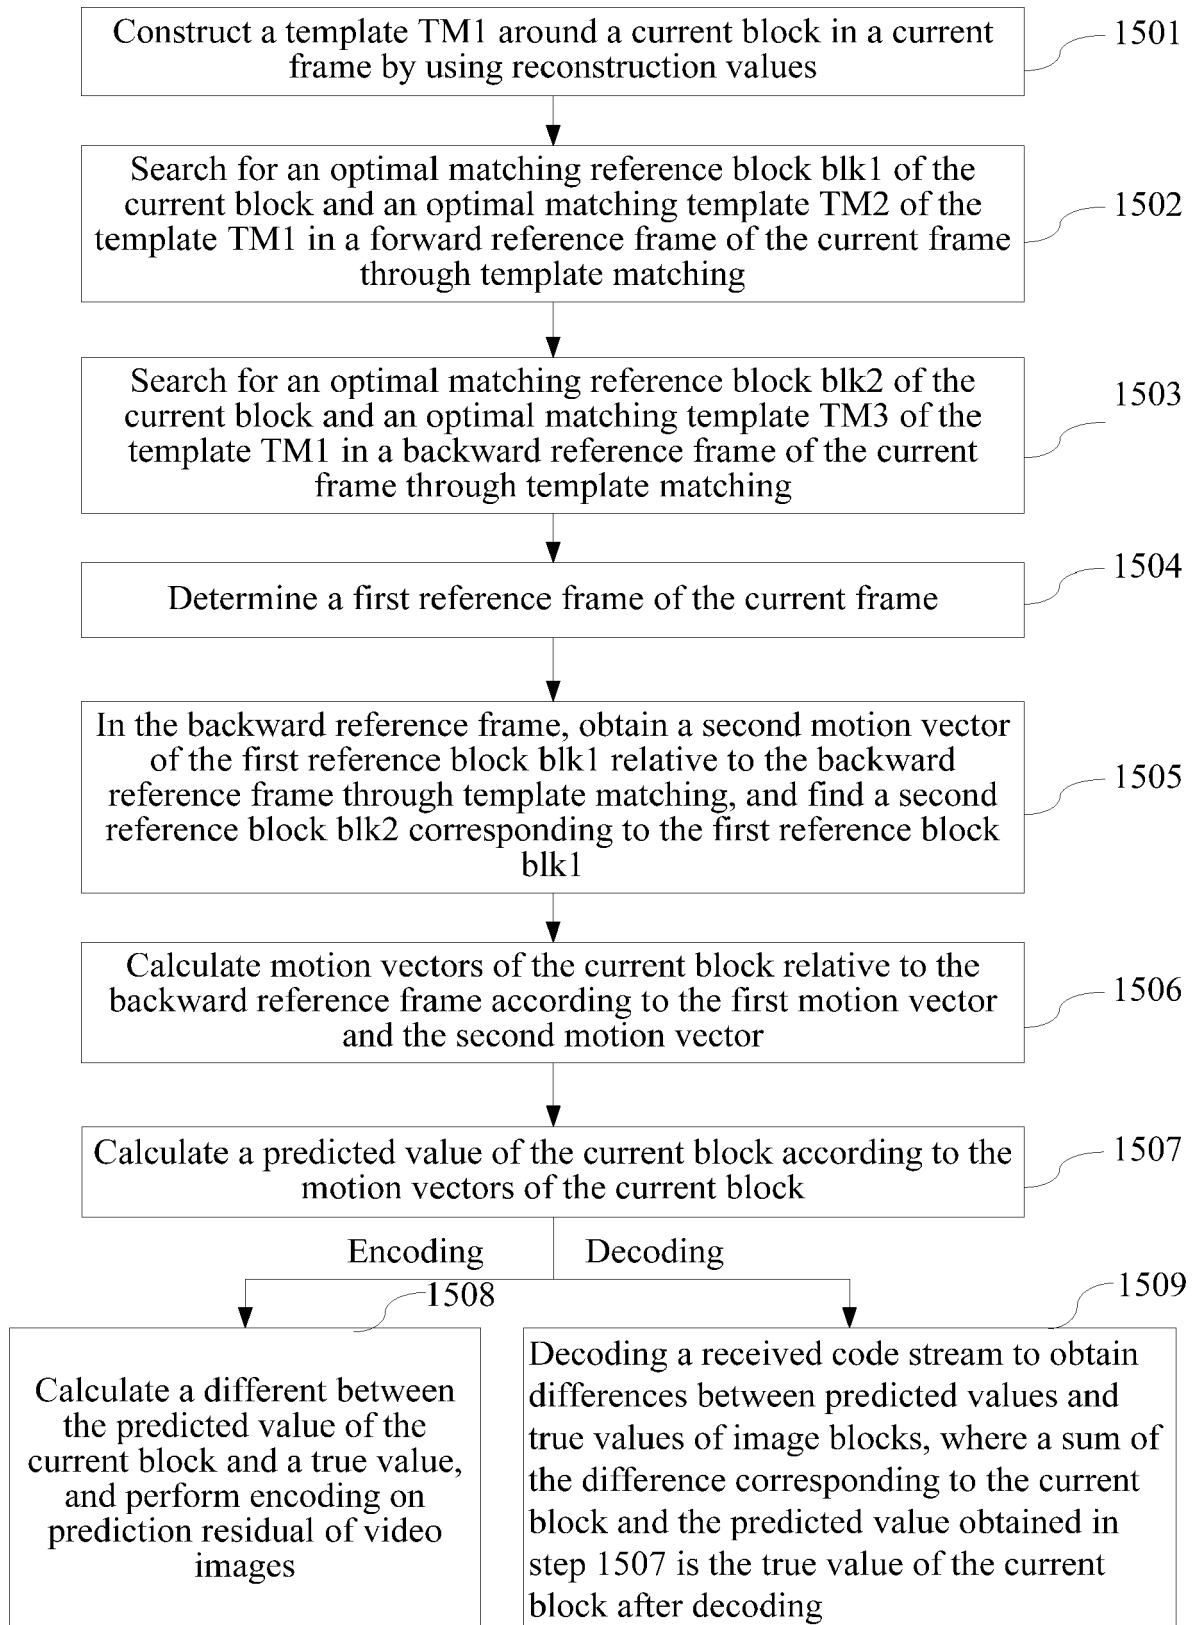 Construct a template TM1 around a current block in a current
frame by using reconstruction values
1501
Search for an optimal matching reference block blk1 of the
current block and an optimal matching template TM2 of the
template TM1 in a forward reference frame of the current frame
through template matching
1502
Search for an optimal matching reference block blk2 of the
current block and an optimal matching template TM3 of the
template TM1 in a backward reference frame of the current
frame through template matching
1503
Determine a first reference frame of the current frame
1504
In the backward reference frame, obtain a second motion vector
of the first reference block blk1 relative to the backward
reference frame through template matching, and find a second
reference block blk2 corresponding to the first reference block
blk1
1505
Calculate motion vectors of the current block relative to the
backward reference frame according to the first motion vector
and the second motion vector
1506
Calculate a predicted value of the current block according to the
motion vectors of the current block
1507
Encoding
Decoding
1508
Calculate a different between
the predicted value of the
current block and a true value,
and perform encoding on
prediction residual of video
images
1509
Decoding a received code stream to obtain
differences between predicted values and
true values of image blocks, where a sum of
the difference corresponding to the current
block and the predicted value obtained in
step 1507 is the true value of the current
block after decoding